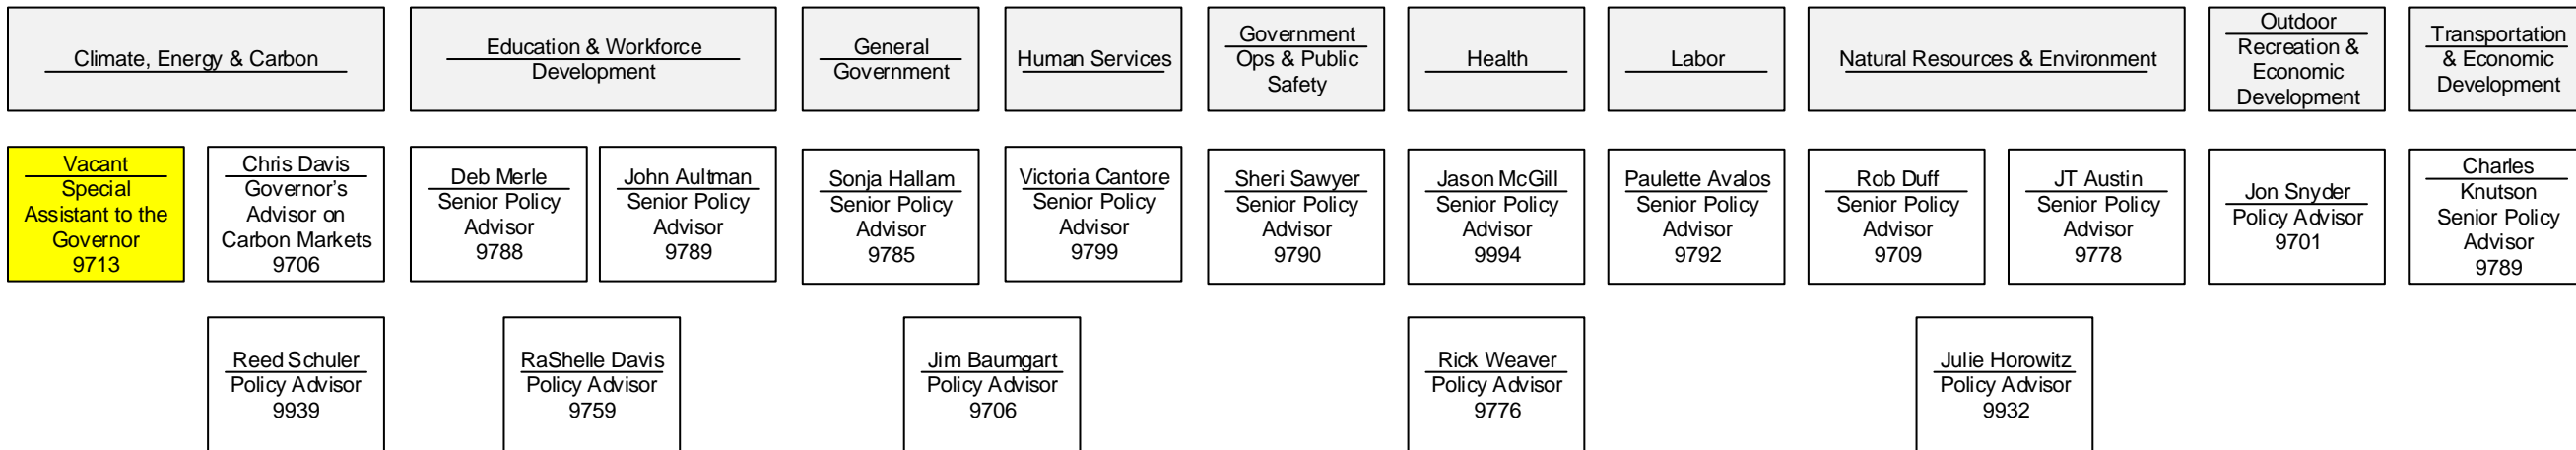 Climate, Energy & Carbon
Education & Workforce
Development
General
Government
Human Services
Government
Ops & Public
Safety
Health
Labor
Natural Resources & Environment
Outdoor
Recreation &
Economic
Development
Transportation
& Economic
Development
Vacant
Special
Assistant to the
Governor
9713
Chris Davis
Governor's
Advisor on
Carbon Markets
9706
Deb Merle
Senior Policy
Advisor
9788
John Aultman
Senior Policy
Advisor
9789
Sonja Hallam
Senior Policy
Advisor
9785
Victoria Cantore
Senior Policy
Advisor
9799
Sheri Sawyer
Senior Policy
Advisor
9790
Jason McGill
Senior Policy
Advisor
9994
Paulette Avalos
Senior Policy
Advisor
9792
Rob Duff
Senior Policy
Advisor
9709
JT Austin
Senior Policy
Advisor
9778
Jon Snyder
Policy Advisor
9701
Charles
Knutson
Senior Policy
Advisor
9789
Reed Schuler
Policy Advisor
9939
RaShelle Davis
Policy Advisor
9759
Jim Baumgart
Policy Advisor
9706
Rick Weaver
Policy Advisor
9776
Julie Horowitz
Policy Advisor
9932